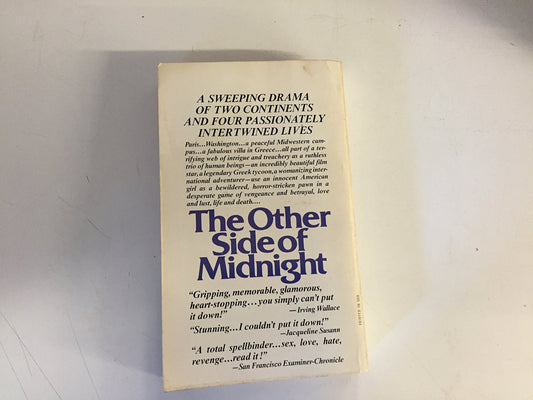 A SWEEPING DRAMA
OF TWO CONTINENTS
AND FOUR PASSIONATELY
INTERTWINED LIVES
Paris...Washington...a peaceful Midwestern cam-
pus...a fabulous villa in Greece...all part of a ter-
rifying web of intrigue and treachery as a ruthless
trio of human beings—an incredibly beautiful film
star, a legendary Greek tycoon, a womanizing inter-
national adventurer—use an innocent American
girl as a bewildered, horror-stricken pawn in a
desperate game of vengeance and betrayal, love
and lust, life and death....
The Other
Side of
Midnight
“Gripping, memorable, glamorous,
heart-stopping...you simply can’t put
it down!”
—Irving Wallace
“Stunning...I couldn’t put it down!”
—Jacqueline Susann
“A total spellbinder...sex, love, hate,
revenge...read it!”
—San Francisco Examiner-Chronicle
PRINTED IN USA